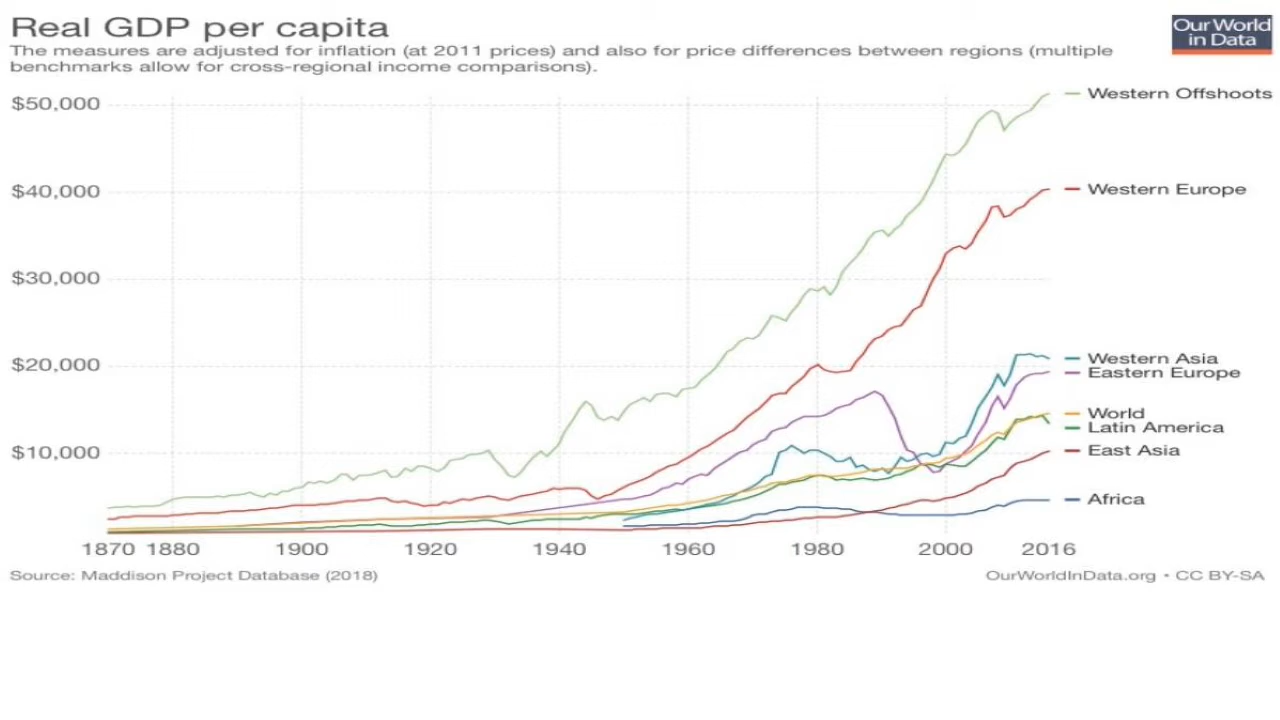 Real GDP per capita
Our World
in Data
The measures are adjusted for inflation (at 2011 prices) and also for price differences between regions (multiple
benchmarks allow for cross-regional income comparisons).
$50,000
Western Offshoots
$40,000
Western Europe
$30,000
$20,000
Western Asia
Eastern Europe
World
Latin America
$10,000
East Asia
Africa
1870 1880 1900 1920 1940 1960 1980 2000 2016
Source: Maddison Project Database (2018)
OurWorldInData.org • CC BY-SA